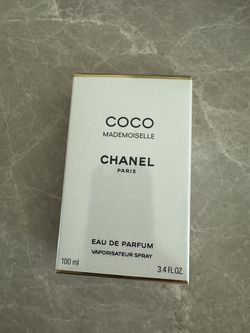 COCO
MADEMOISELLE
CHANEL
PARIS
EAU DE PARFUM
VAPORISATEUR SPRAY
100 ml 3.4 FL.OZ.